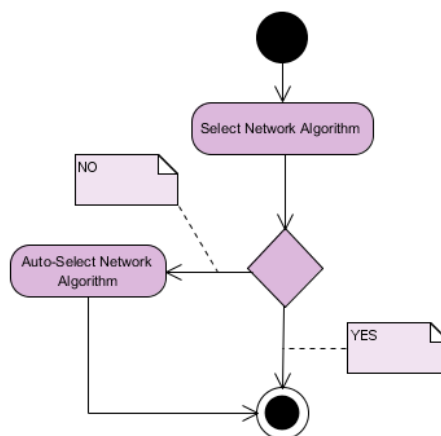 Select Network Algorithm
NO
Auto-Select Network
Algorithm
YES